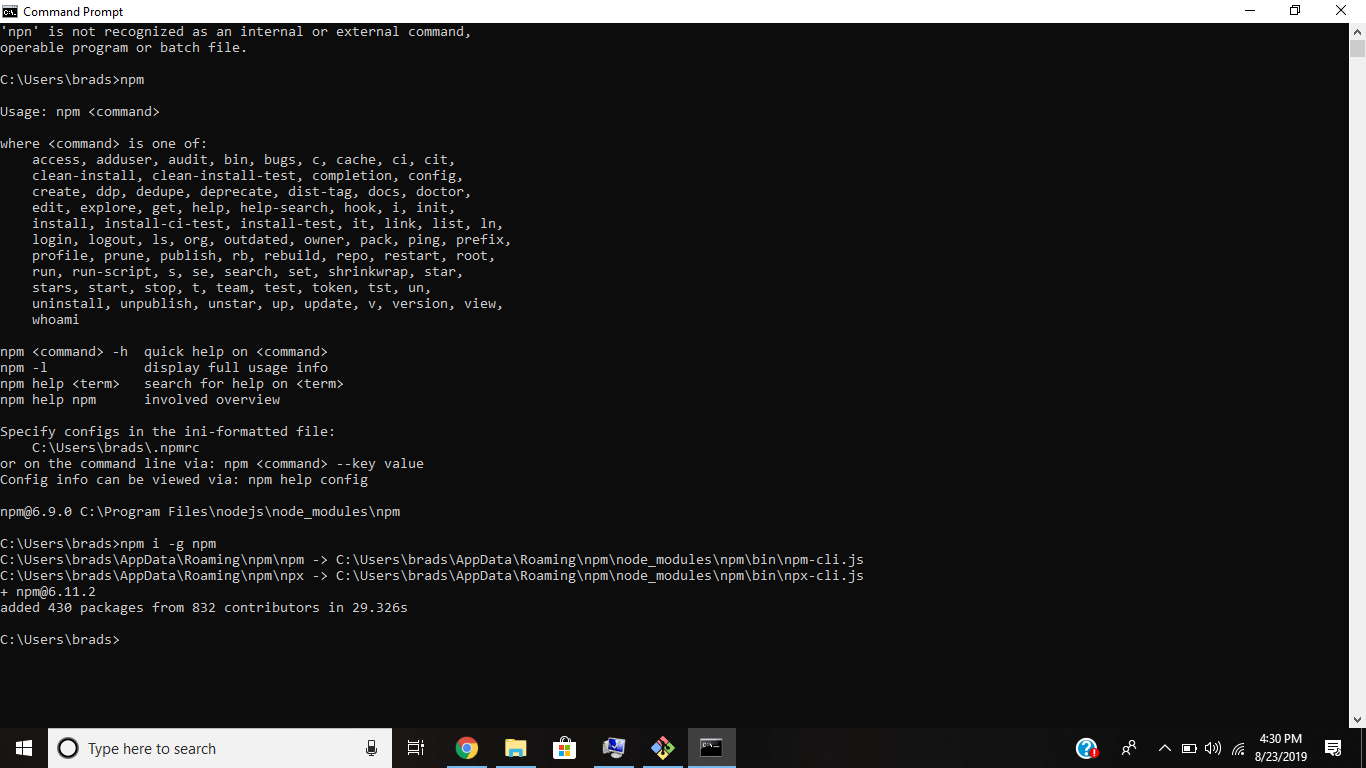 Command Prompt
'npn' is not recognized as an internal or external command,
operable program or batch file.
C:\Users\brads>npm
Usage: npm <command>
where <command> is one of:
    access, adduser, audit, bin, bugs, c, cache, ci, cit,
    clean-install, clean-install-test, completion, config,
    create, ddp, dedupe, deprecate, dist-tag, docs, doctor,
    edit, explore, get, help, help-search, hook, i, init,
    install, install-ci-test, install-test, it, link, list, ln,
    login, logout, ls, org, outdated, owner, pack, ping, prefix,
    profile, prune, publish, rb, rebuild, repo, restart, root,
    run, run-script, s, se, search, set, shrinkwrap, star,
    stars, start, stop, t, team, test, token, tst, un,
    uninstall, unpublish, unstar, up, update, v, version, view,
    whoami
npm <command> -h  quick help on <command>
npm -l            display full usage info
npm help <term>   search for help on <term>
npm help npm      involved overview
Specify configs in the ini-formatted file:
    C:\Users\brads\.npmrc
or on the command line via: npm <command> --key value
Config info can be viewed via: npm help config
npm@6.9.0 C:\Program Files\nodejs\node_modules\npm
C:\Users\brads>npm i -g npm
C:\Users\brads\AppData\Roaming\npm\npm -> C:\Users\brads\AppData\Roaming\npm\node_modules\npm\bin\npm-cli.js
C:\Users\brads\AppData\Roaming\npm\npx -> C:\Users\brads\AppData\Roaming\npm\node_modules\npm\bin\npx-cli.js
+ npm@6.11.2
added 430 packages from 832 contributors in 29.326s
C:\Users\brads>
Type here to search
4:30 PM
8/23/2019